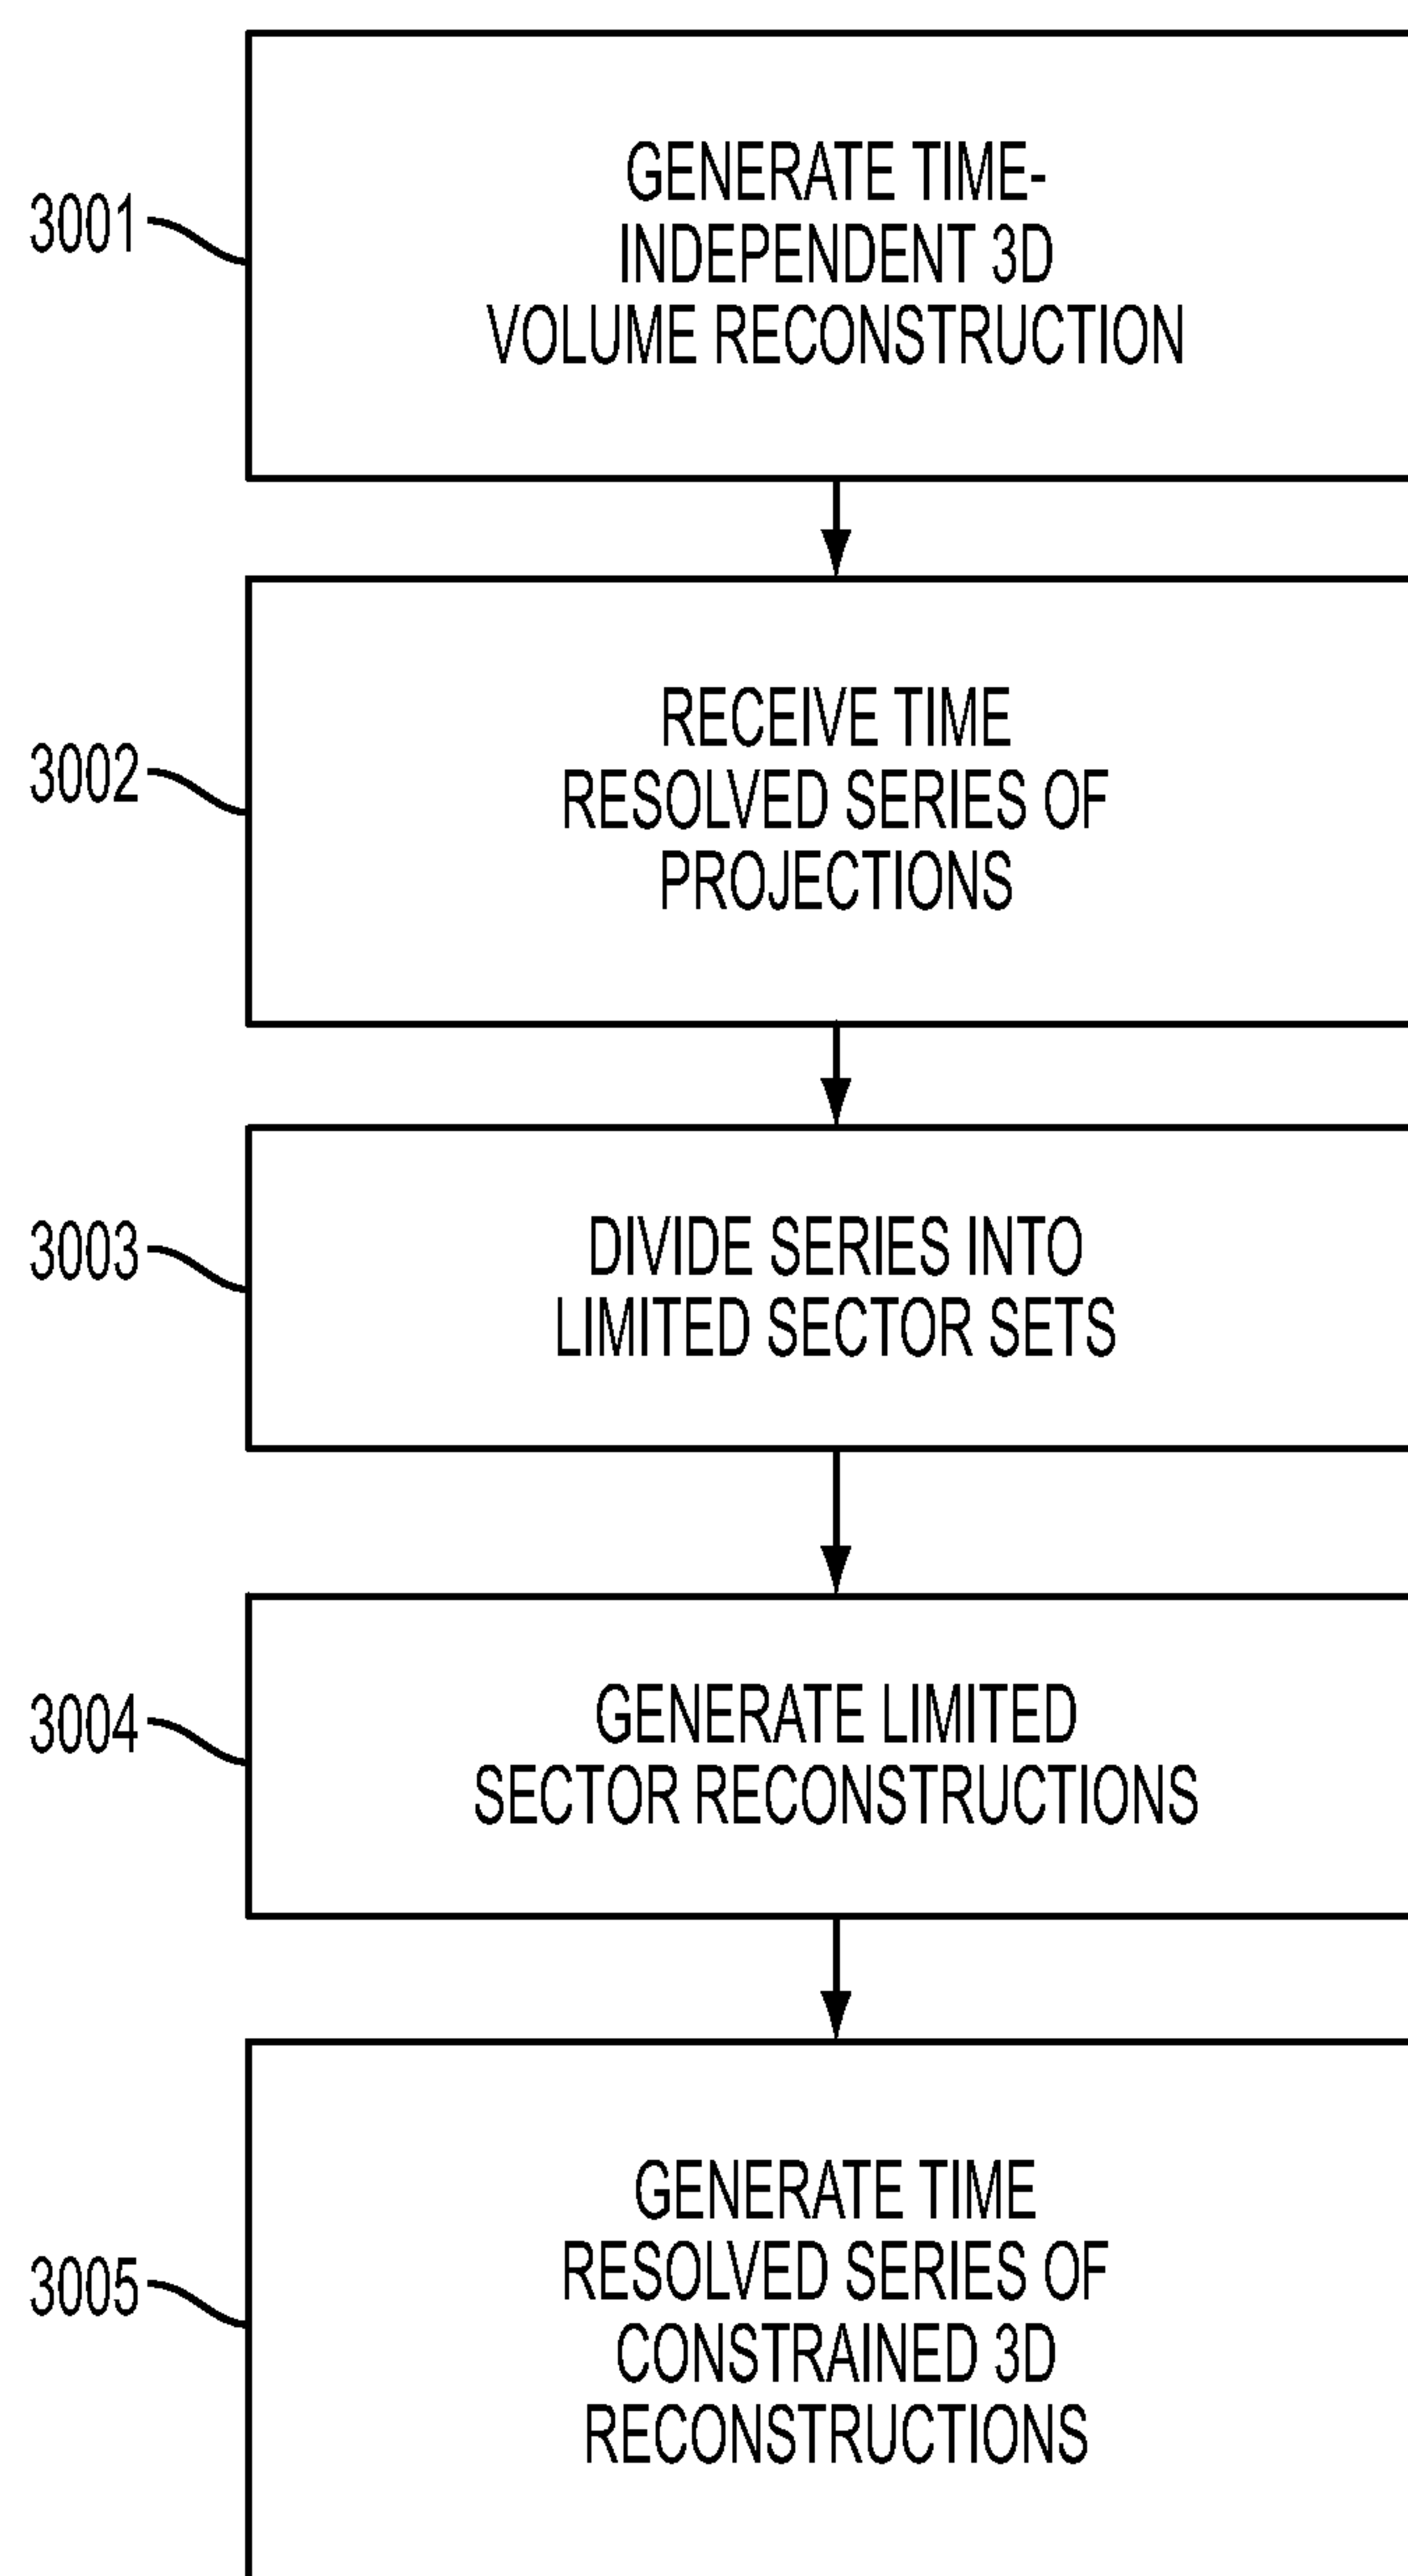 3001
GENERATE TIME-
INDEPENDENT 3D
VOLUME RECONSTRUCTION
3002
RECEIVE TIME
RESOLVED SERIES OF
PROJECTIONS
3003
DIVIDE SERIES INTO
LIMITED SECTOR SETS
3004
GENERATE LIMITED
SECTOR RECONSTRUCTIONS
3005
GENERATE TIME
RESOLVED SERIES OF
CONSTRAINED 3D
RECONSTRUCTIONS